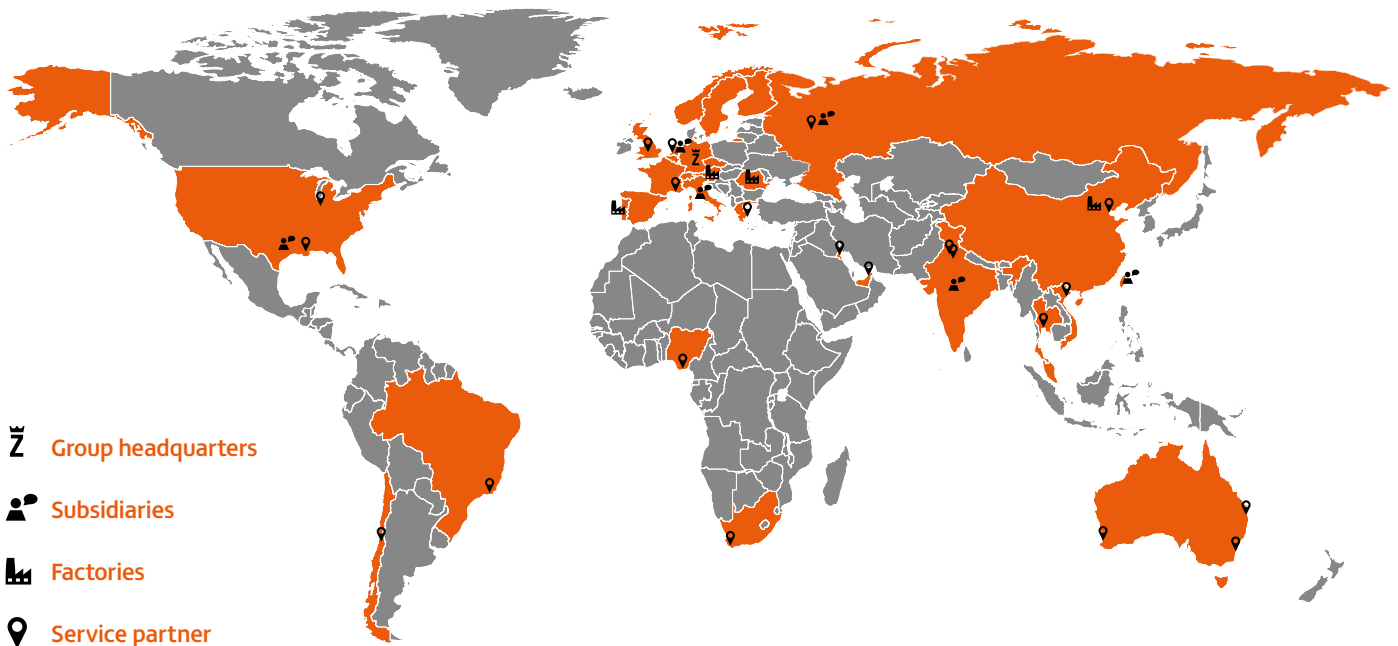 Z
Z
Group headquarters
Subsidiaries
Factories
Service partner